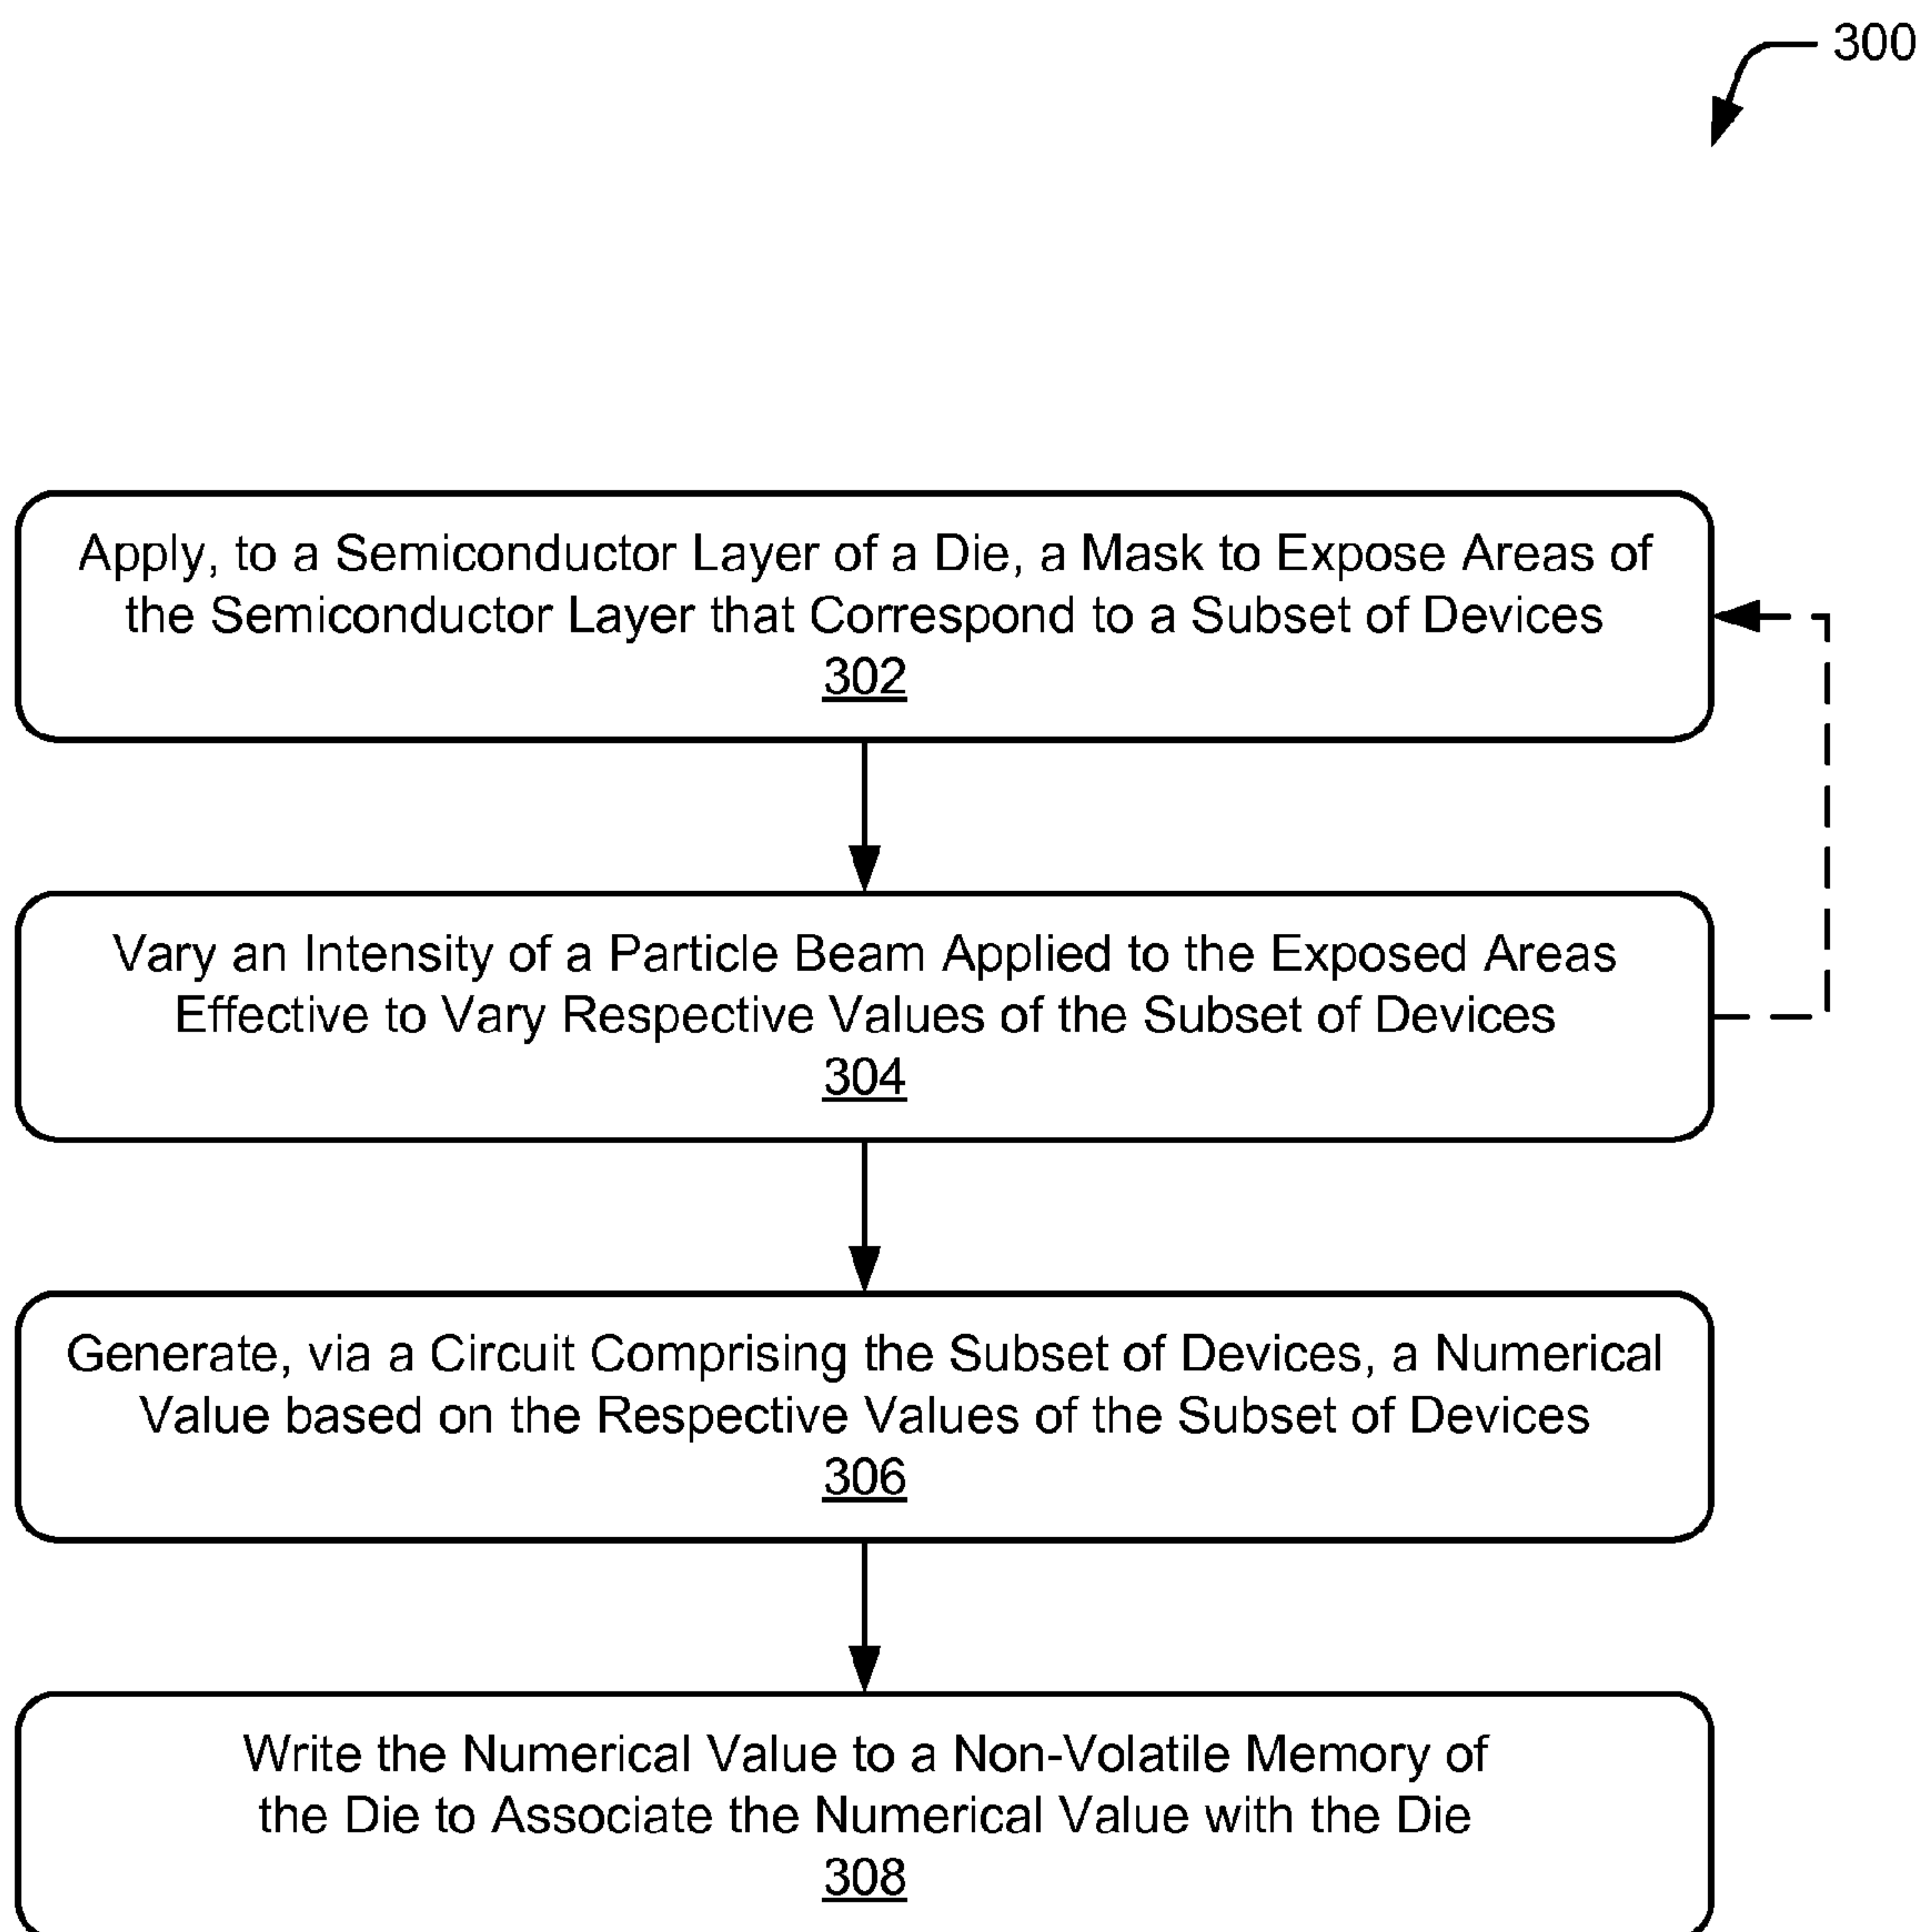 300
Apply, to a Semiconductor Layer of a Die, a Mask to Expose Areas of
the Semiconductor Layer that Correspond to a Subset of Devices
302
Vary an Intensity of a Particle Beam Applied to the Exposed Areas
Effective to Vary Respective Values of the Subset of Devices
304
Generate, via a Circuit Comprising the Subset of Devices, a Numerical
Value based on the Respective Values of the Subset of Devices
306
Write the Numerical Value to a Non-Volatile Memory of
the Die to Associate the Numerical Value with the Die
308